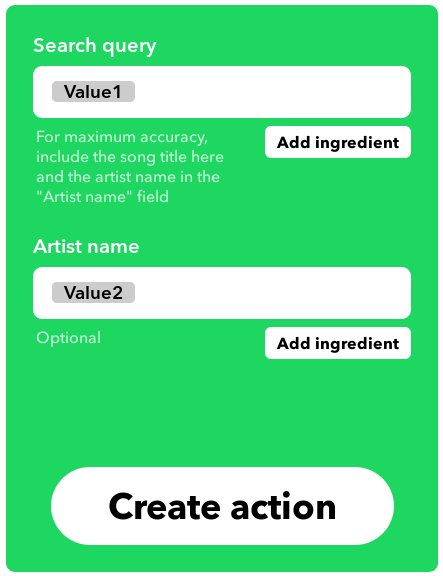 Search query
Value1
For maximum accuracy,
include the song title here
and the artist name in the
"Artist name" field
Add ingredient
Artist name
Value2
Optional
Add ingredient
Create action